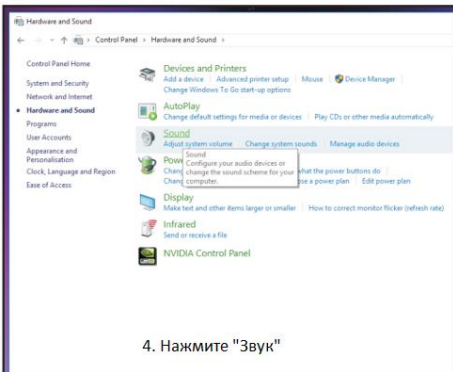 Hardware and Sound
Control Panel > Hardware and Sound >
Control Panel Home
System and Security
Network and Internet
Hardware and Sound
Programs
User Accounts
Appearance and
Personalisation
Clock, Language and Region
Ease of Access
Devices and Printers
Add a device | Advanced printer setup | Mouse | Device Manager
Change Windows To Go start-up options
AutoPlay
Change default settings for media or devices | Play CDs or other media automatically
Sound
Adjust system volume | Change system sounds | Manage audio devices
Sound
Configure your audio devices or
change the sound scheme for your
computer.
Pow
Chang what the power buttons do
Chang se a power plan | Edit power plan
Display
Make text and other items larger or smaller | How to correct monitor flicker (refresh rate)
Infrared
Send or receive a file
NVIDIA Control Panel
4. Нажмите "Звук"